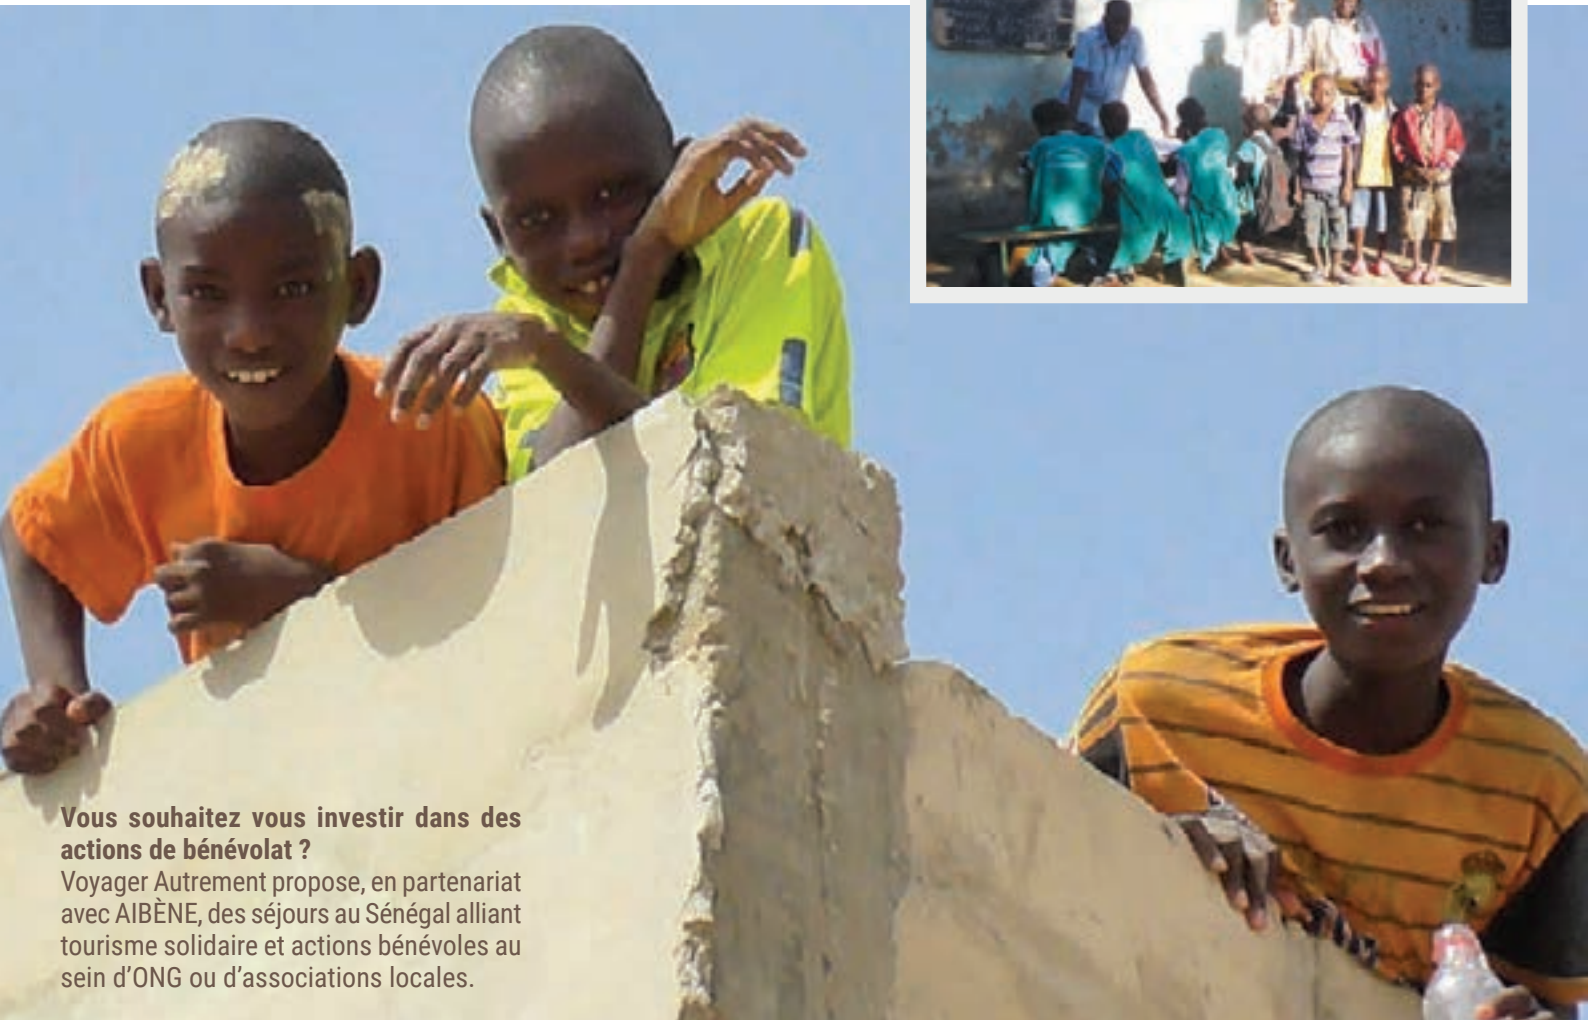 Vous souhaitez vous investir dans des
actions de bénévolat ?
Voyager Autrement propose, en partenariat
avec AIBÈNE, des séjours au Sénégal alliant
tourisme solidaire et actions bénévoles au
sein d’ONG ou d’associations locales.